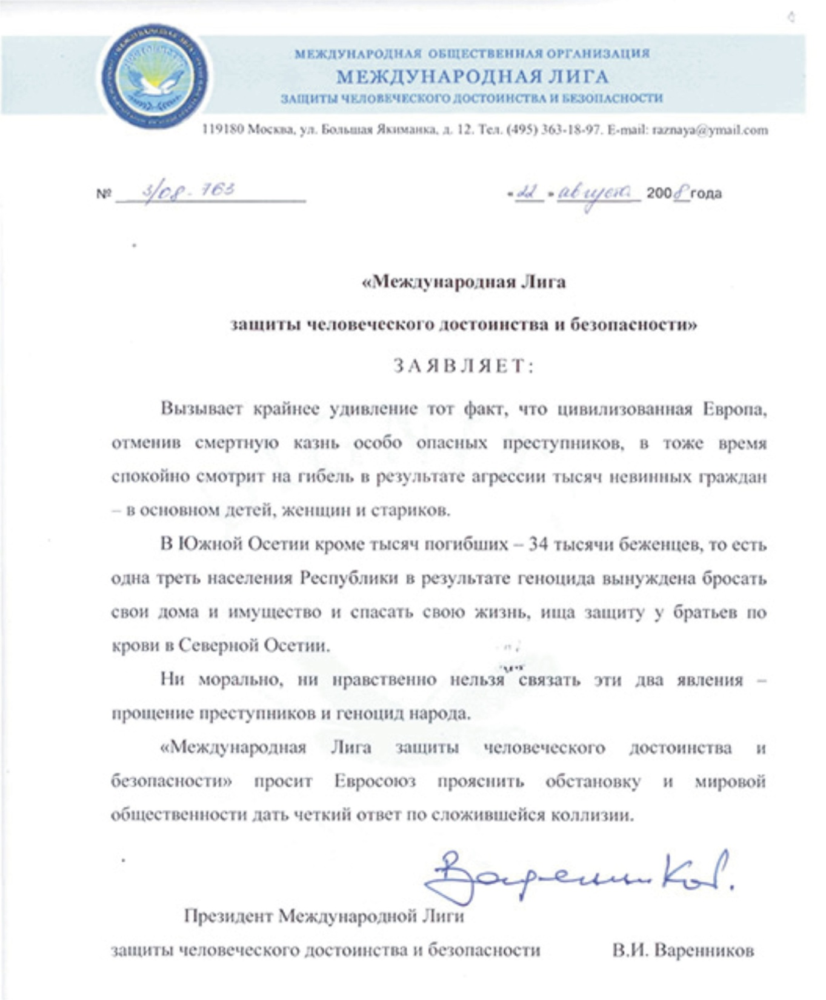 МЕЖДУНАРОДНАЯ ОБЩЕСТВЕННАЯ ОРГАНИЗАЦИЯ
МЕЖДУНАРОДНАЯ ЛИГА
ЗАЩИТЫ ЧЕЛОВЕЧЕСКОГО ДОСТОИНСТВА И БЕЗОПАСНОСТИ
119180 Москва, ул. Большая Якиманка, д. 12. Тел. (495) 363-18-97. E-mail: raznaya@ymail.com
№ 3/08-763 «22» августа 2008 года
«Международная Лига
защиты человеческого достоинства и безопасности»
ЗАЯВЛЯЕТ:
Вызывает крайнее удивление тот факт, что цивилизованная Европа,
отменив смертную казнь особо опасных преступников, в тоже время
спокойно смотрит на гибель в результате агрессии тысяч невинных граждан
– в основном детей, женщин и стариков.
В Южной Осетии кроме тысяч погибших – 34 тысячи беженцев, то есть
одна треть населения Республики в результате геноцида вынуждена бросать
свои дома и имущество и спасать свою жизнь, ища защиту у братьев по
крови в Северной Осетии.
Ни морально, ни нравственно нельзя связать эти два явления –
прощение преступников и геноцид народа.
«Международная Лига защиты человеческого достоинства и
безопасности» просит Евросоюз прояснить обстановку и мировой
общественности дать четкий ответ по сложившейся коллизии.
Варенников.
Президент Международной Лиги
защиты человеческого достоинства и безопасности В.И. Варенников